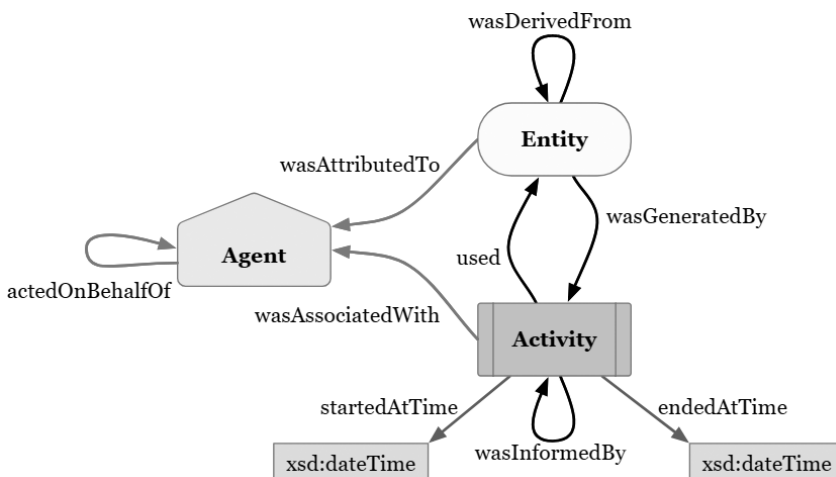 wasDerivedFrom
Entity
wasAttributedTo
wasGeneratedBy
Agent
used
actedOnBehalfOf
wasAssociatedWith
Activity
startedAtTime
endedAtTime
wasInformedBy
xsd:dateTime
xsd:dateTime